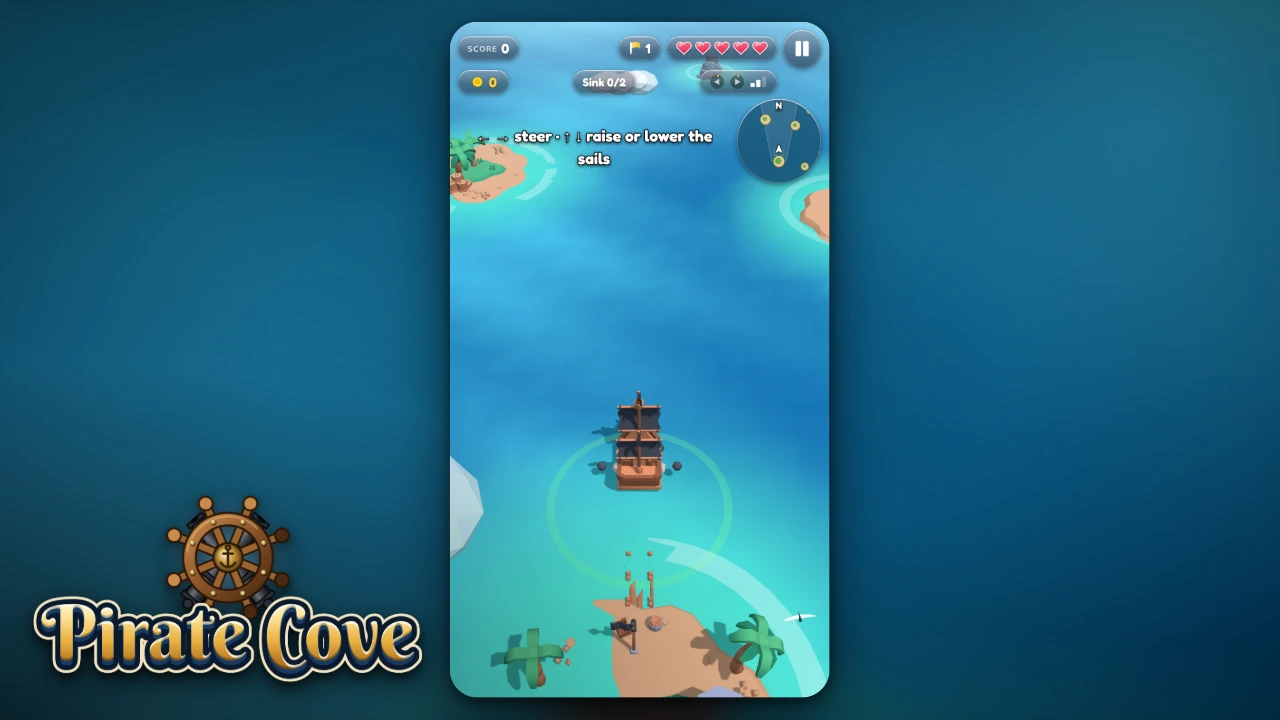 SCORE 0
1
0
Sink 0/2
N
← → steer · ↑ ↓ raise or lower the
sails
Pirate Cove